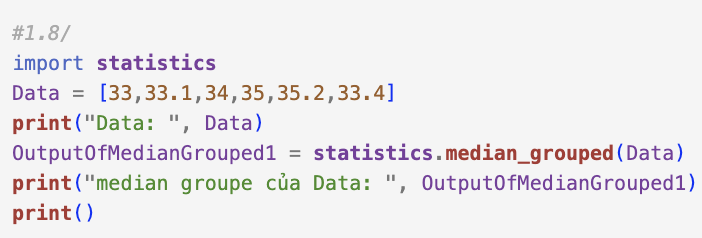 #1.8/
import statistics
Data = [33,33.1,34,35,35.2,33.4]
print("Data: ", Data)
OutputOfMedianGrouped1 = statistics.median_grouped(Data)
print("median groupe của Data: ", OutputOfMedianGrouped1)
print()